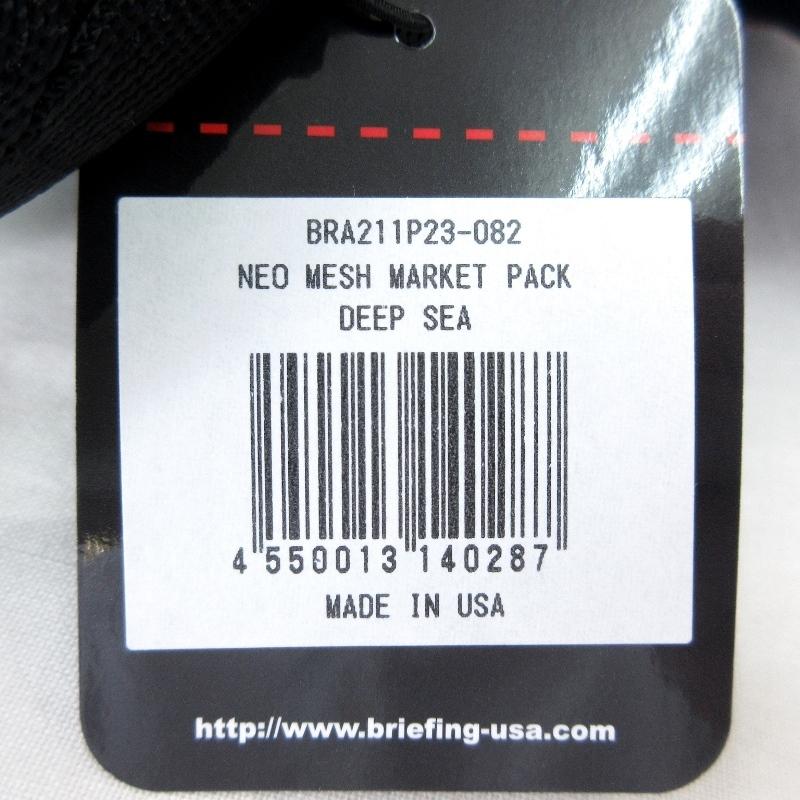 BRA211P23-082
NEO MESH MARKET PACK
DEEP SEA
4 550013 140287
MADE IN USA
http://www.briefing-usa.com